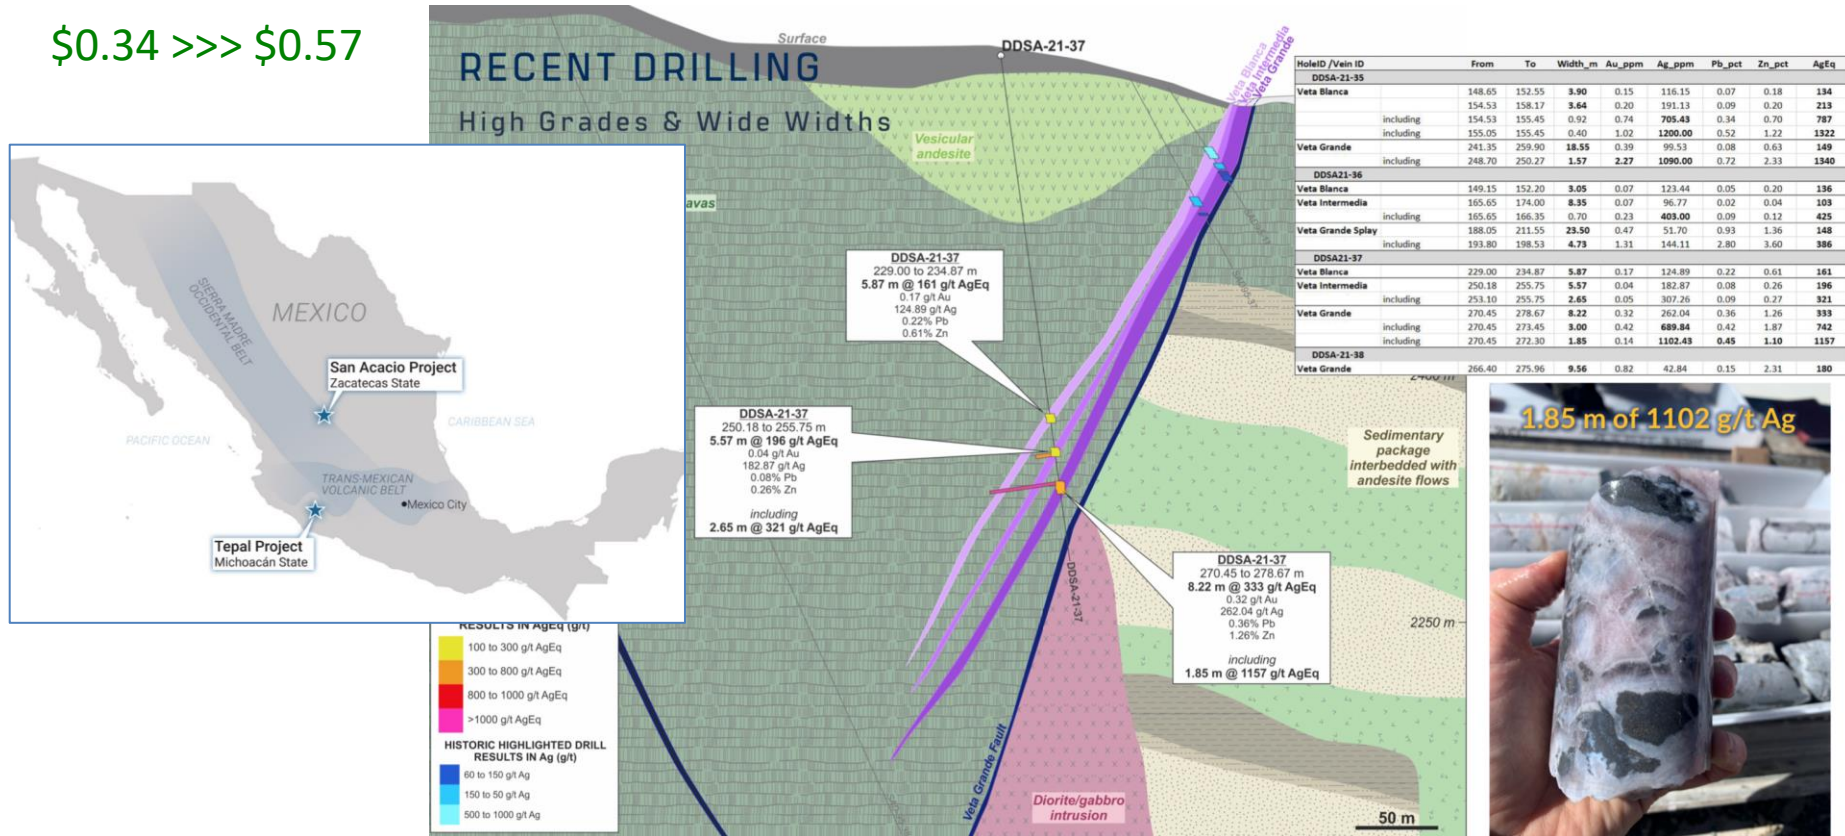 $0.34 >>> $0.57
RECENT DRILLING
High Grades & Wide Widths
Surface
DDSA-21-37
Veta Blanca
Veta Intermedia
Veta Grande
Vesicular
andesite
avas
MEXICO
SIERRA MADRE
OCCIDENTAL BELT
San Acacio Project
Zacatecas State
PACIFIC OCEAN
CARIBBEAN SEA
TRANS-MEXICAN
VOLCANIC BELT
Mexico City
Tepal Project
Michoacán State
DDSA-21-37
229.00 to 234.87 m
5.87 m @ 161 g/t AgEq
0.17 g/t Au
124.89 g/t Ag
0.22% Pb
0.61% Zn
DDSA-21-37
250.18 to 255.75 m
5.57 m @ 196 g/t AgEq
0.04 g/t Au
182.87 g/t Ag
0.08% Pb
0.26% Zn
including
2.65 m @ 321 g/t AgEq
DDSA-21-37
270.45 to 278.67 m
8.22 m @ 333 g/t AgEq
0.32 g/t Au
262.04 g/t Ag
0.36% Pb
1.26% Zn
including
1.85 m @ 1157 g/t AgEq
DDSA-21-37
Veta Grande Fault
Diorite/gabbro
intrusion
Sedimentary
package
interbedded with
andesite flows
2400 m
2250 m
50 m
RESULTS IN AgEq (g/t)
100 to 300 g/t AgEq
300 to 800 g/t AgEq
800 to 1000 g/t AgEq
>1000 g/t AgEq
HISTORIC HIGHLIGHTED DRILL
RESULTS IN Ag (g/t)
60 to 150 g/t Ag
150 to 50 g/t Ag
500 to 1000 g/t Ag
HoleID /Vein ID From To Width_m Au_ppm Ag_ppm Pb_pct Zn_pct AgEq
DDSA-21-35
Veta Blanca 148.65 152.55 3.90 0.15 116.15 0.07 0.18 134
154.53 158.17 3.64 0.20 191.13 0.09 0.20 213
including 154.53 155.45 0.92 0.74 705.43 0.34 0.70 787
including 155.05 155.45 0.40 1.02 1200.00 0.52 1.22 1322
Veta Grande 241.35 259.90 18.55 0.39 99.53 0.08 0.63 149
including 248.70 250.27 1.57 2.27 1090.00 0.72 2.33 1340
DDSA21-36
Veta Blanca 149.15 152.20 3.05 0.07 123.44 0.05 0.20 136
Veta Intermedia 165.65 174.00 8.35 0.07 96.77 0.02 0.04 103
including 165.65 166.35 0.70 0.23 403.00 0.09 0.12 425
Veta Grande Splay 188.05 211.55 23.50 0.47 51.70 0.93 1.36 148
including 193.80 198.53 4.73 1.31 144.11 2.80 3.60 386
DDSA21-37
Veta Blanca 229.00 234.87 5.87 0.17 124.89 0.22 0.61 161
Veta Intermedia 250.18 255.75 5.57 0.04 182.87 0.08 0.26 196
including 253.10 255.75 2.65 0.05 307.26 0.09 0.27 321
Veta Grande 270.45 278.67 8.22 0.32 262.04 0.36 1.26 333
including 270.45 273.45 3.00 0.42 689.84 0.42 1.87 742
including 270.45 272.30 1.85 0.14 1102.43 0.45 1.10 1157
DDSA-21-38
Veta Grande 266.40 275.96 9.56 0.82 42.84 0.15 2.31 180
1.85 m of 1102 g/t Ag